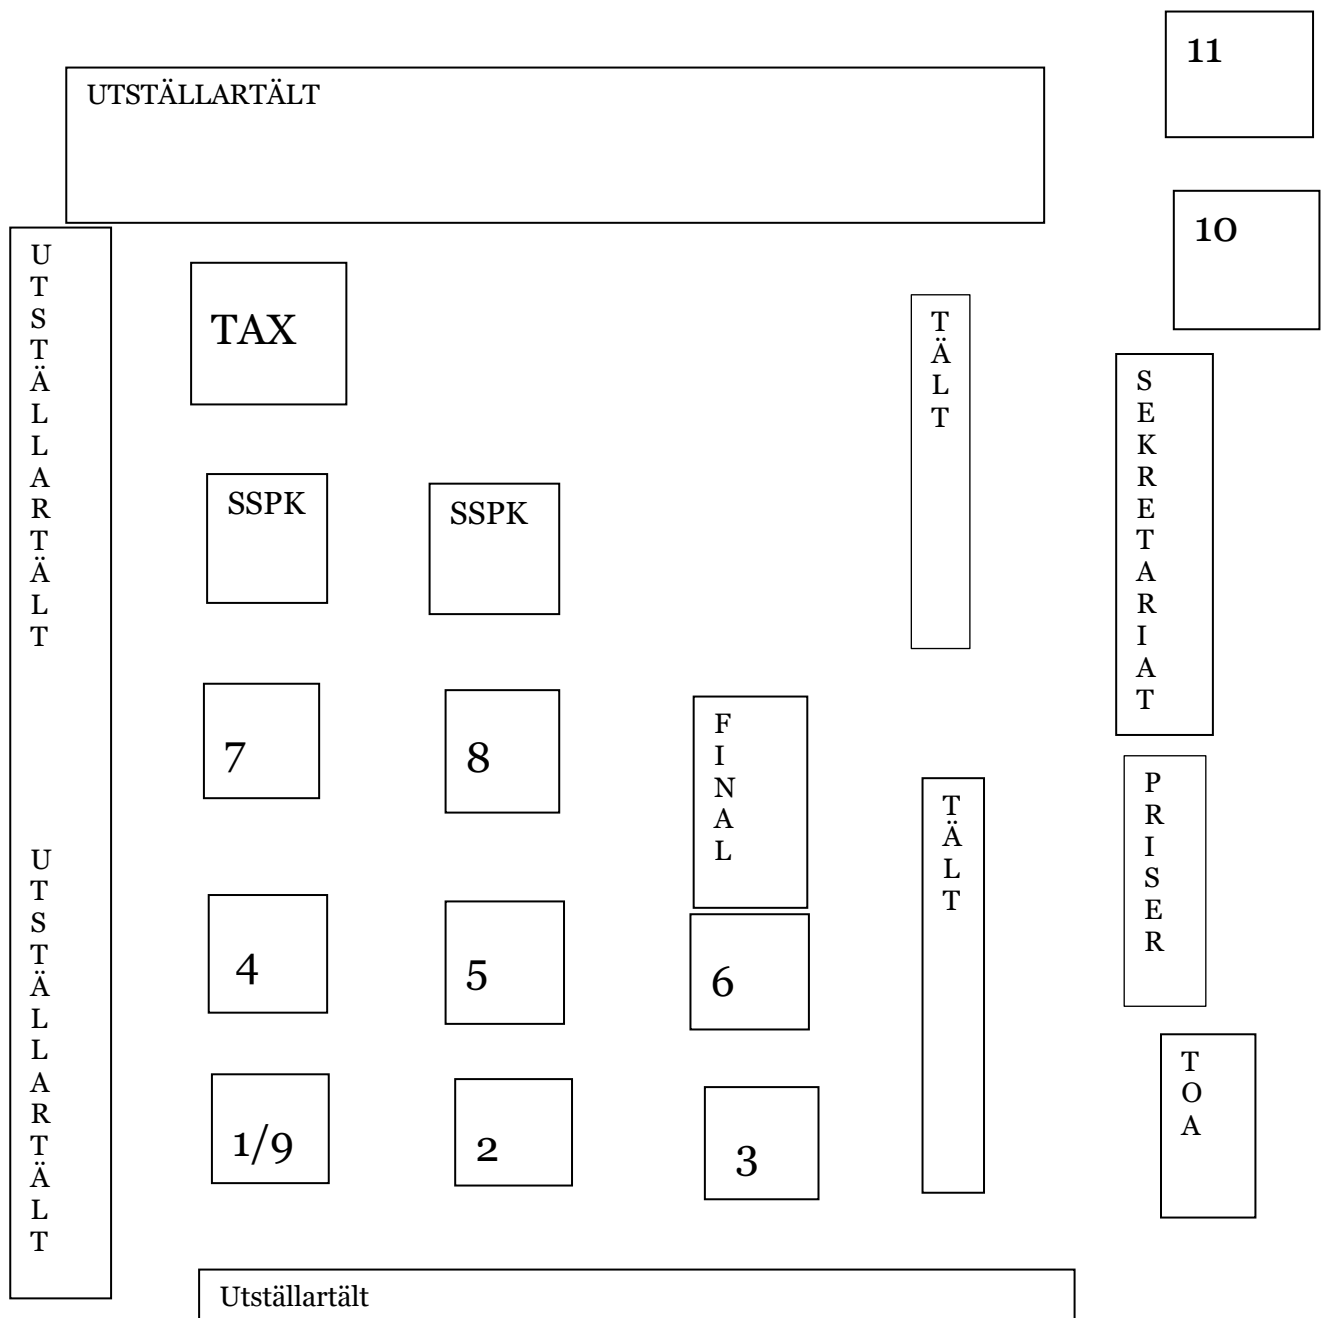 11
UTSTÄLLARTÄLT
10
UTSTÄLLARTÄLT
TAX
TÄLT
SEKRETARIAT
SSPK
SSPK
7
8
FINAL
PRISER
TÄLT
UTSTÄLLARTÄLT
4
5
6
TOA
1/9
2
3
Utställartält